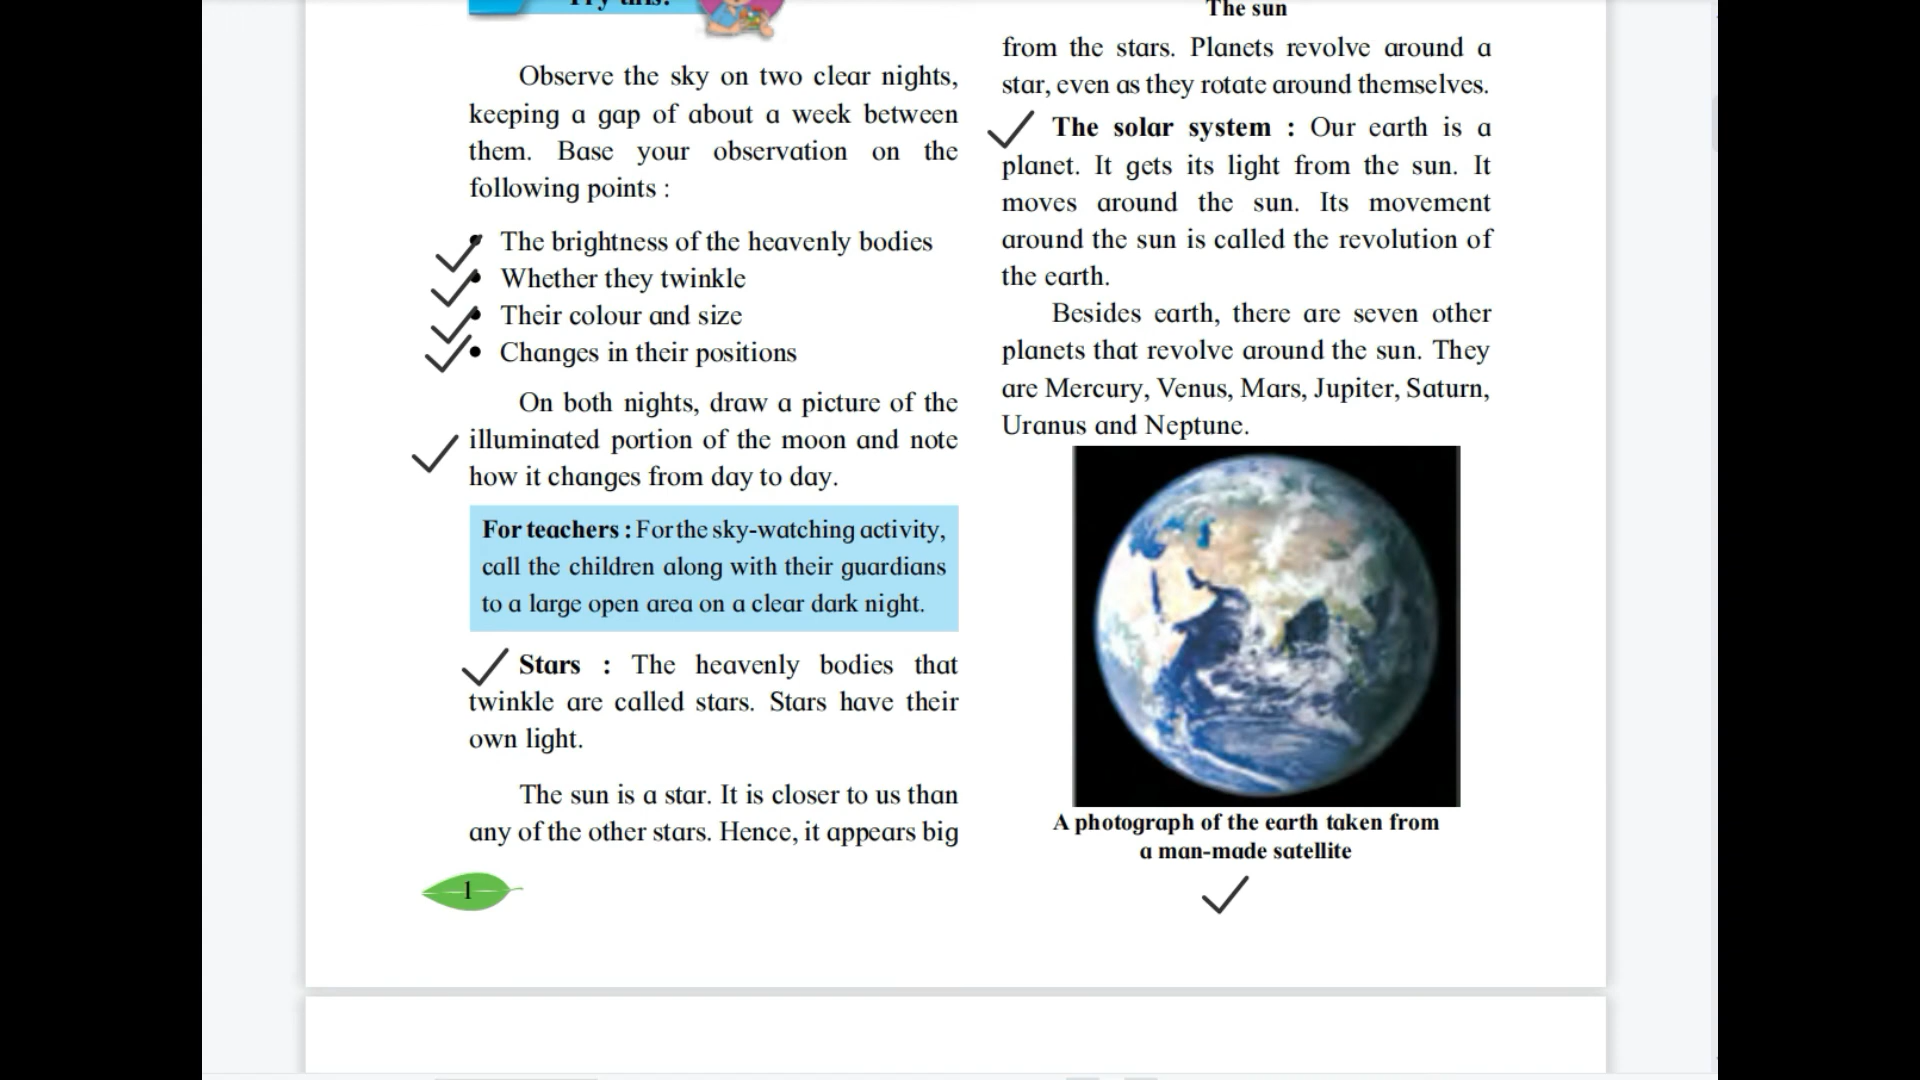 Try this!
Observe the sky on two clear nights,
keeping a gap of about a week between
them. Base your observation on the
following points :
• The brightness of the heavenly bodies
• Whether they twinkle
• Their colour and size
• Changes in their positions
On both nights, draw a picture of the
illuminated portion of the moon and note
how it changes from day to day.
For teachers : For the sky-watching activity,
call the children along with their guardians
to a large open area on a clear dark night.
Stars : The heavenly bodies that
twinkle are called stars. Stars have their
own light.
The sun is a star. It is closer to us than
any of the other stars. Hence, it appears big
1
The sun
from the stars. Planets revolve around a
star, even as they rotate around themselves.
The solar system : Our earth is a
planet. It gets its light from the sun. It
moves around the sun. Its movement
around the sun is called the revolution of
the earth.
Besides earth, there are seven other
planets that revolve around the sun. They
are Mercury, Venus, Mars, Jupiter, Saturn,
Uranus and Neptune.
A photograph of the earth taken from
a man-made satellite